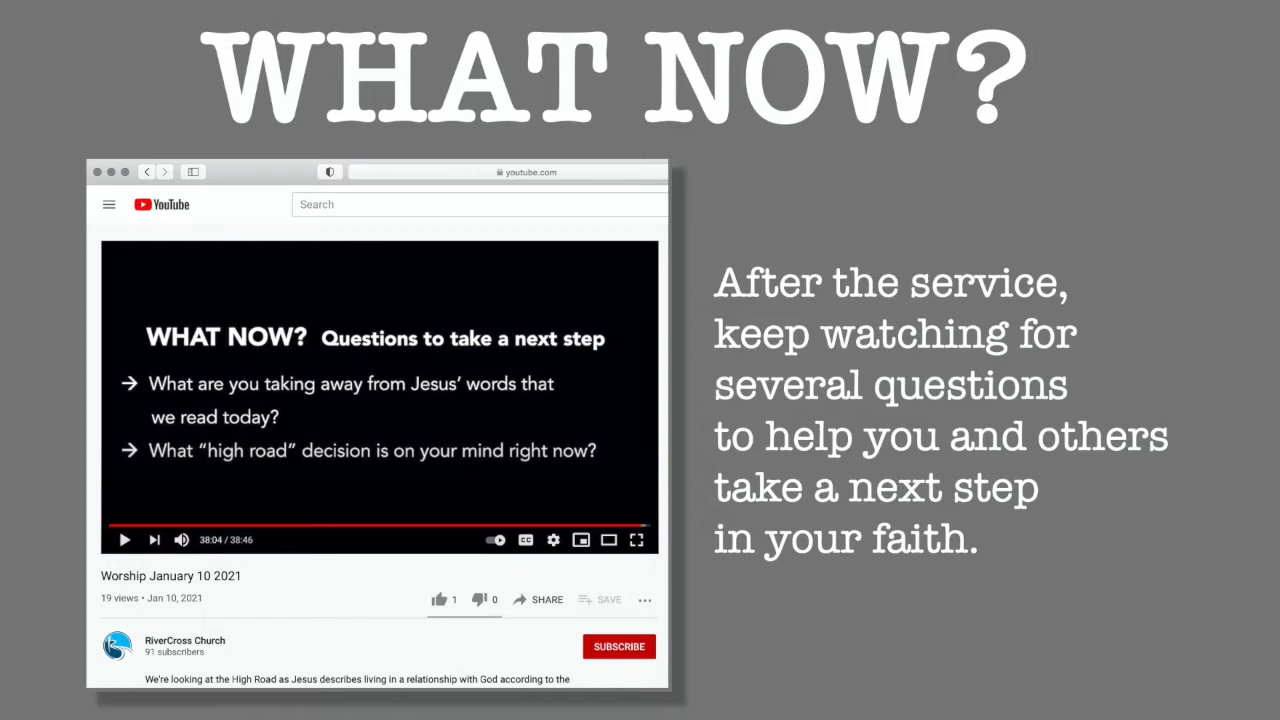 WHAT NOW?
youtube.com
YouTube
Search
WHAT NOW? Questions to take a next step
→ What are you taking away from Jesus’ words that
we read today?
→ What “high road” decision is on your mind right now?
38:04 / 38:46
CC
Worship January 10 2021
19 views • Jan 10, 2021
1
0
SHARE
SAVE
RiverCross Church
91 subscribers
SUBSCRIBE
We're looking at the High Road as Jesus describes living in a relationship with God according to the
After the service,
keep watching for
several questions
to help you and others
take a next step
in your faith.